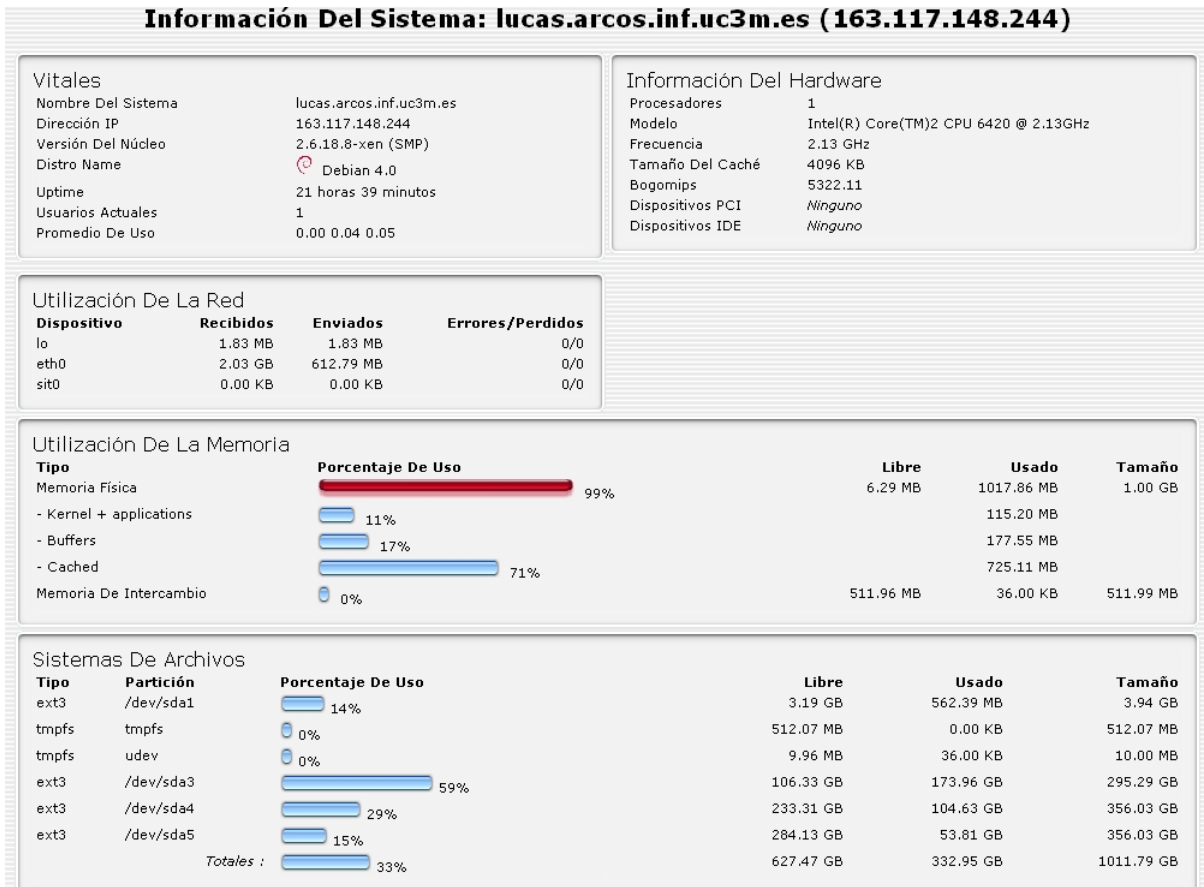 Información Del Sistema: lucas.arcos.inf.uc3m.es (163.117.148.244)
Vitales
Nombre Del Sistema lucas.arcos.inf.uc3m.es
Dirección IP 163.117.148.244
Versión Del Núcleo 2.6.18.8-xen (SMP)
Distro Name Debian 4.0
Uptime 21 horas 39 minutos
Usuarios Actuales 1
Promedio De Uso 0.00 0.04 0.05
Información Del Hardware
Procesadores 1
Modelo Intel(R) Core(TM)2 CPU 6420 @ 2.13GHz
Frecuencia 2.13 GHz
Tamaño Del Caché 4096 KB
Bogomips 5322.11
Dispositivos PCI Ninguno
Dispositivos IDE Ninguno
Utilización De La Red
Dispositivo Recibidos Enviados Errores/Perdidos
lo 1.83 MB 1.83 MB 0/0
eth0 2.03 GB 612.79 MB 0/0
sit0 0.00 KB 0.00 KB 0/0
Utilización De La Memoria
Tipo Porcentaje De Uso Libre Usado Tamaño
Memoria Física 99% 6.29 MB 1017.86 MB 1.00 GB
- Kernel + applications 11% 115.20 MB
- Buffers 17% 177.55 MB
- Cached 71% 725.11 MB
Memoria De Intercambio 0% 511.96 MB 36.00 KB 511.99 MB
Sistemas De Archivos
Tipo Partición Porcentaje De Uso Libre Usado Tamaño
ext3 /dev/sda1 14% 3.19 GB 562.39 MB 3.94 GB
tmpfs tmpfs 0% 512.07 MB 0.00 KB 512.07 MB
tmpfs udev 0% 9.96 MB 36.00 KB 10.00 MB
ext3 /dev/sda3 59% 106.33 GB 173.96 GB 295.29 GB
ext3 /dev/sda4 29% 233.31 GB 104.63 GB 356.03 GB
ext3 /dev/sda5 15% 284.13 GB 53.81 GB 356.03 GB
Totales : 33% 627.47 GB 332.95 GB 1011.79 GB